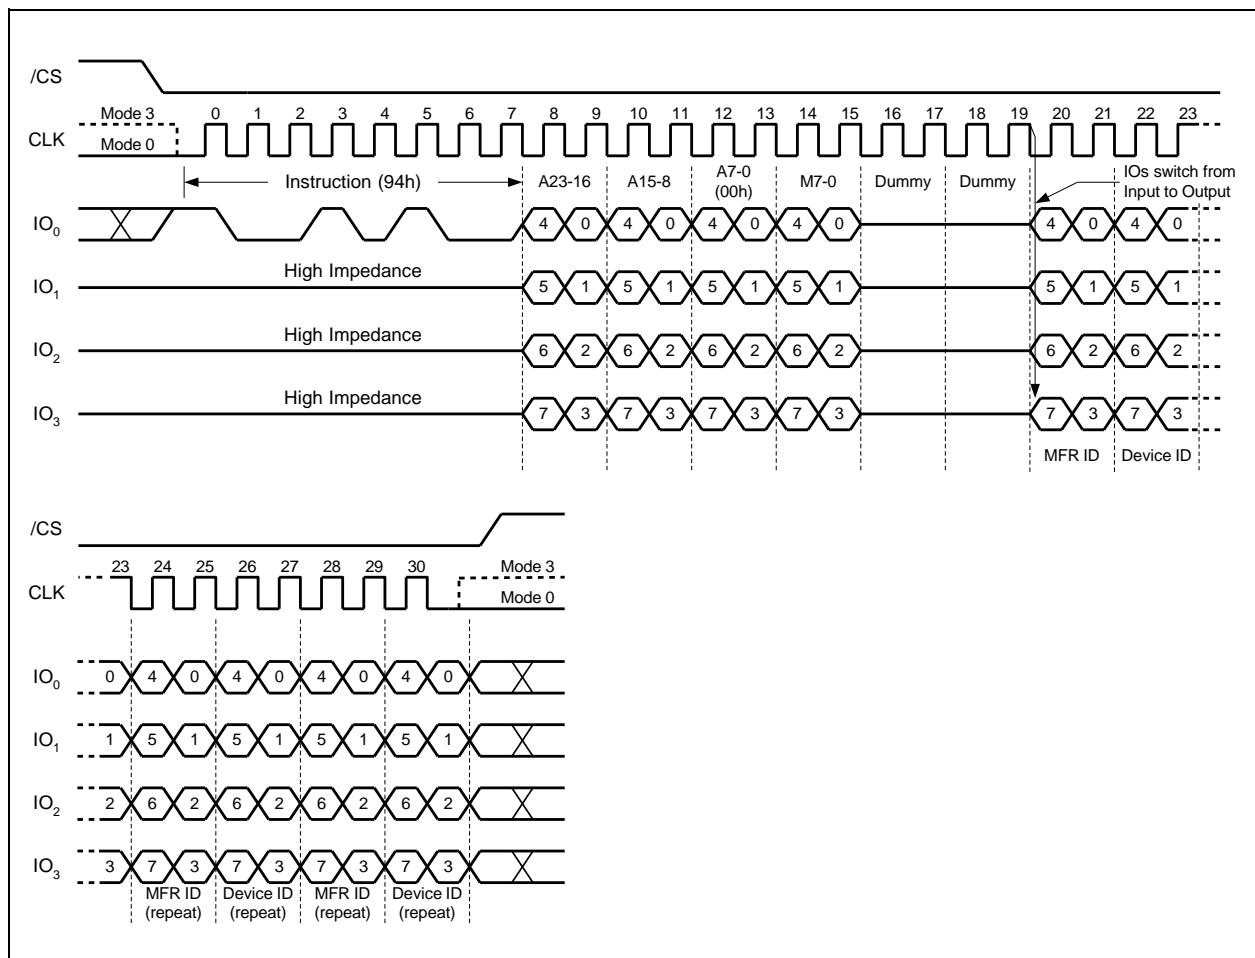 /CS
Mode 3 0 1 2 3 4 5 6 7 8 9 10 11 12 13 14 15 16 17 18 19 20 21 22 23
CLK Mode 0
Instruction (94h) A23-16 A15-8 A7-0 (00h) M7-0 Dummy Dummy IOs switch from Input to Output
IO0 4 0 4 0 4 0 4 0 4 0 4 0
High Impedance
IO1 5 1 5 1 5 1 5 1 5 1 5 1
High Impedance
IO2 6 2 6 2 6 2 6 2 6 2 6 2
High Impedance
IO3 7 3 7 3 7 3 7 3 7 3 7 3
MFR ID Device ID
/CS
23 24 25 26 27 28 29 30 Mode 3
CLK Mode 0
IO0 0 4 0 4 0 4 0 4 0
IO1 1 5 1 5 1 5 1 5 1
IO2 2 6 2 6 2 6 2 6 2
IO3 3 7 3 7 3 7 3 7 3
MFR ID Device ID MFR ID Device ID
(repeat) (repeat) (repeat) (repeat)